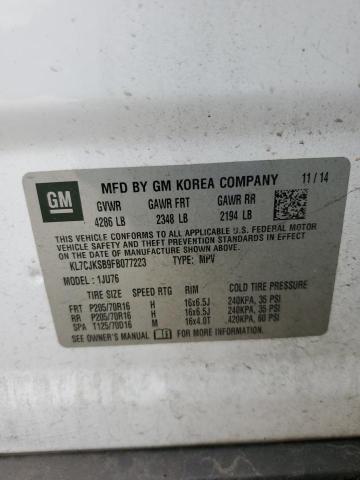 GM
MFD BY GM KOREA COMPANY 11/14
GVWR GAWR FRT GAWR RR
4286 LB 2348 LB 2194 LB
THIS VEHICLE CONFORMS TO ALL APPLICABLE U.S. FEDERAL MOTOR
VEHICLE SAFETY AND THEFT PREVENTION STANDARDS IN EFFECT
ON THE DATE OF MANUFACTURE SHOWN ABOVE.
KL7CJKSB9FB077223 TYPE: MPV
MODEL: 1JU76
TIRE SIZE SPEED RTG RIM COLD TIRE PRESSURE
FRT P205/70R16 H 16x6.5J 240KPA, 35 PSI
RR P205/70R16 H 16x6.5J 240KPA, 35 PSI
SPA T125/70D16 M 16x4.0T 420KPA, 60 PSI
SEE OWNER'S MANUAL FOR MORE INFORMATION.